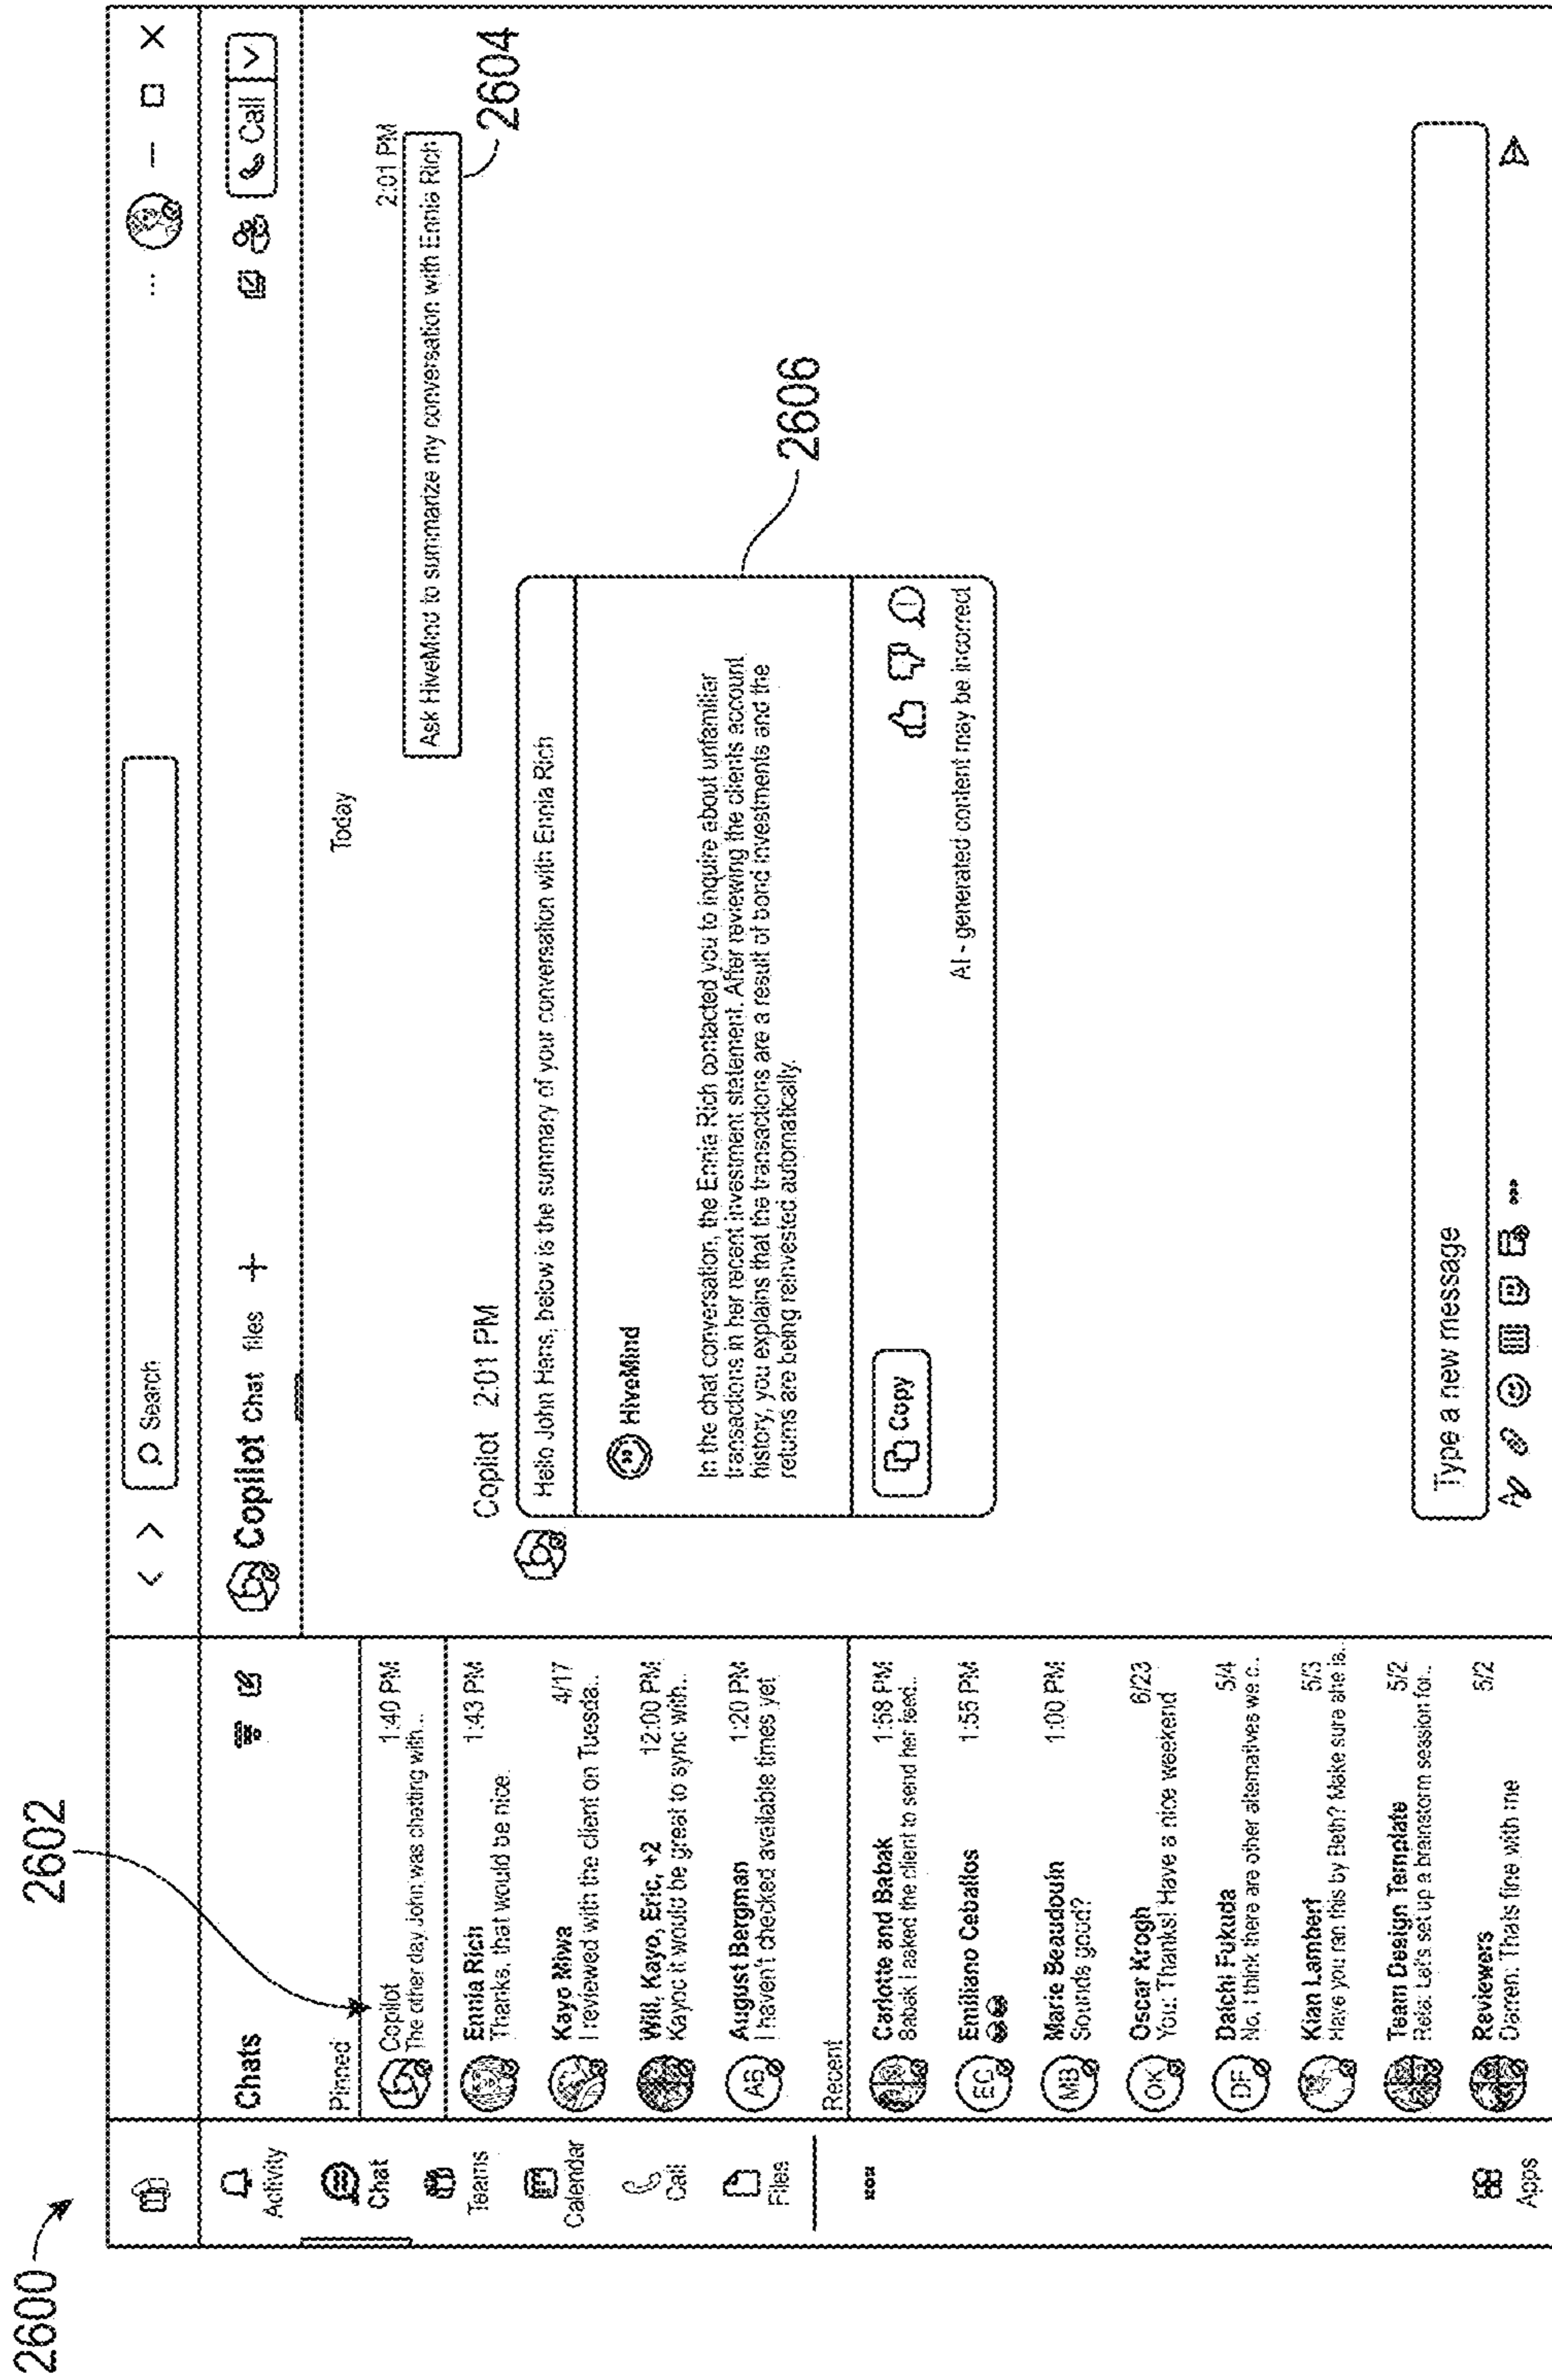 2600
2602
Search
Activity
Chat
Teams
Calendar
Call
Files
Apps
Chats
Pinned
Copilot 1:40 PM
The other day John was chatting with...
Ennia Rich 1:43 PM
Thanks, that would be nice.
Kayo Miwa 4/17
I reviewed with the client on Tuesda..
Will, Kayo, Eric, +2 12:00 PM
Kayoc it would be great to sync with...
August Bergman 1:20 PM
AB
I haven't checked available times yet
Recent
Carlotte and Babak 1:58 PM
Babak I asked the client to send her feed..
EC
Emiliano Ceballos 1:55 PM
MB
Marie Beaudouin 1:00 PM
Sounds good?
OK
Oscar Krogh 6/23
You: Thanks! Have a nice weekend
DF
Daichi Fukuda 5/4
No, I think there are other alternatives we c..
Kian Lambert 5/3
Have you ran this by Beth? Make sure she is..
Team Design Template 5/2
Reta: Let's set up a brainstorm session for..
Reviewers 5/2
Darren: Thats fine with me
Copilot Chat files +
Call
Today
2:01 PM
Ask HiveMind to summarize my conversation with Ennia Rich
2604
Copilot 2:01 PM
Hello John Hans, below is the summary of your conversation with Ennia Rich
HiveMind
In the chat conversation, the Ennia Rich contacted you to inquire about unfamiliar
transactions in her recent investment statement. After reviewing the clients account
history, you explains that the transactions are a result of bond investments and the
returns are being reinvested automatically.
2606
Copy
AI - generated content may be incorrect
Type a new message